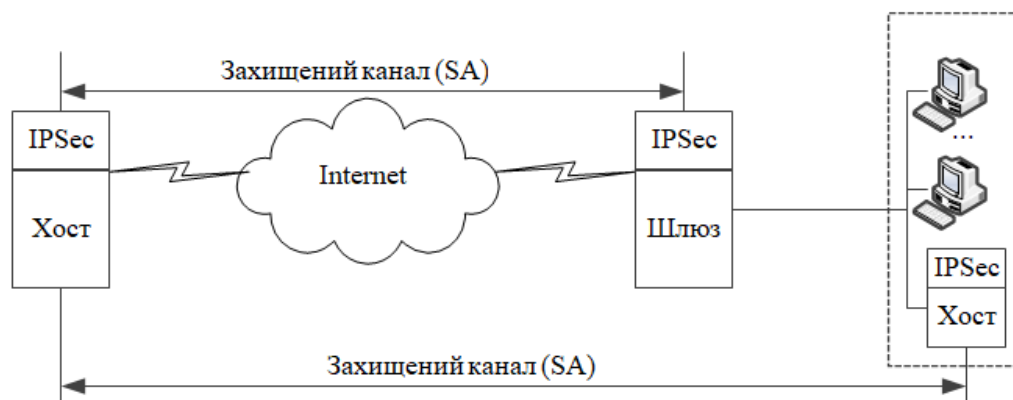 Захищений канал (SA)
IPSec
IPSec
Internet
Хост
Шлюз
...
IPSec
Хост
Захищений канал (SA)